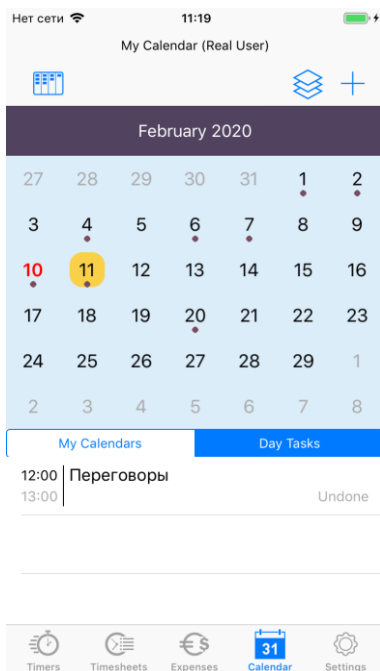 Нет сети 11:19
My Calendar (Real User)
February 2020
27 28 29 30 31 1 2
3 4 5 6 7 8 9
10 11 12 13 14 15 16
17 18 19 20 21 22 23
24 25 26 27 28 29 1
2 3 4 5 6 7 8
My Calendars Day Tasks
12:00 Переговоры
13:00 Undone
31
Timers Timesheets Expenses Calendar Settings